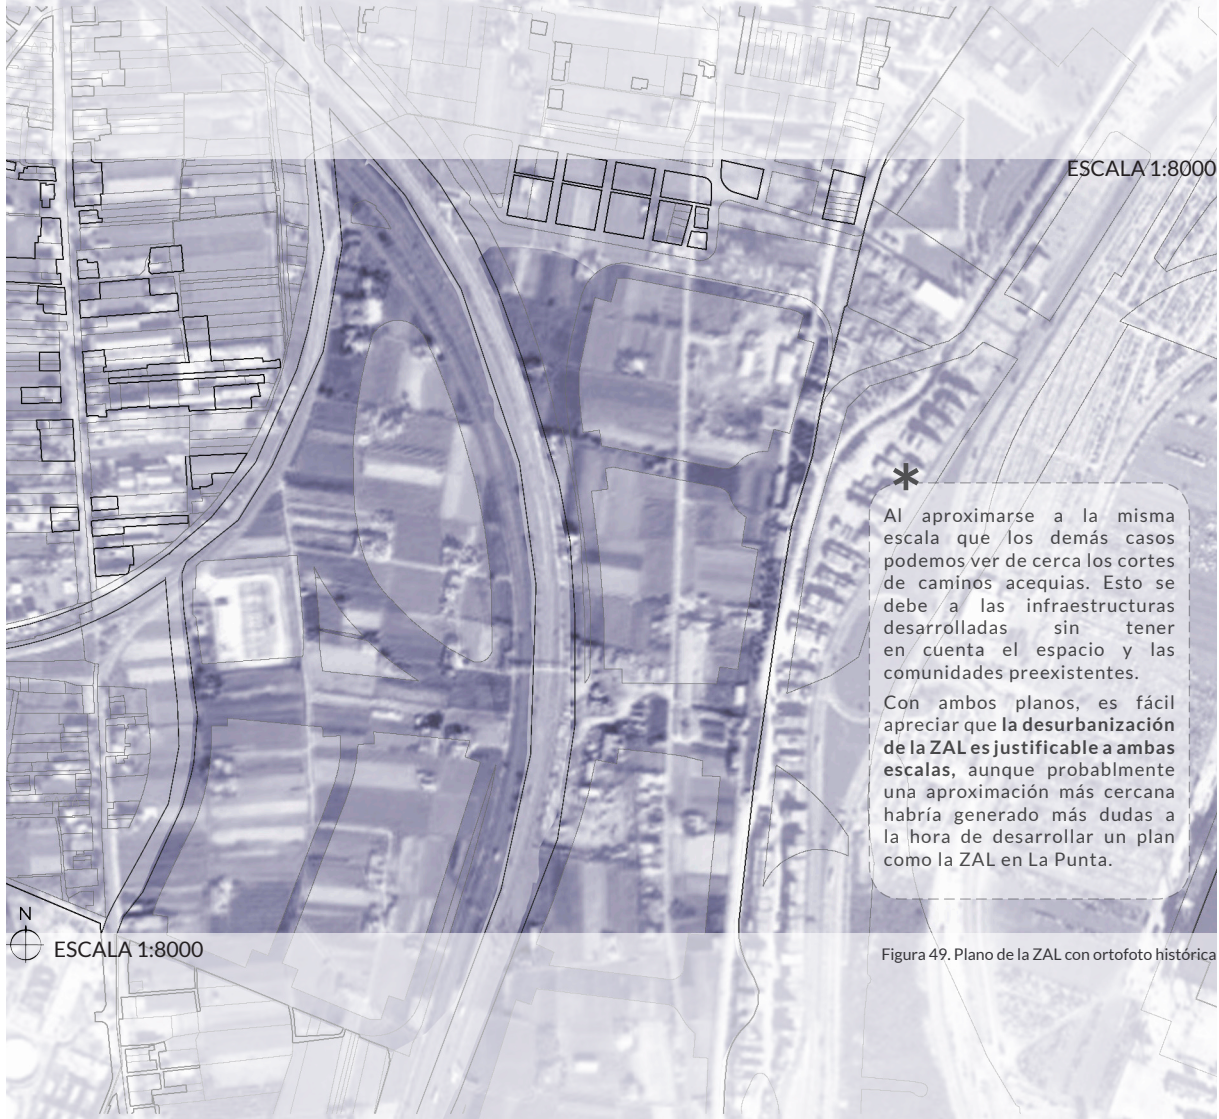 ESCALA 1:8000
*
Al aproximarse a la misma
escala que los demás casos
podemos ver de cerca los cortes
de caminos acequias. Esto se
debe a las infraestructuras
desarrolladas sin tener
en cuenta el espacio y las
comunidades preexistentes.
Con ambos planos, es fácil
apreciar que la desurbanización
de la ZAL es justificable a ambas
escalas, aunque probablmente
una aproximación más cercana
habría generado más dudas a
la hora de desarrollar un plan
como la ZAL en La Punta.
N
ESCALA 1:8000
Figura 49. Plano de la ZAL con ortofoto histórica